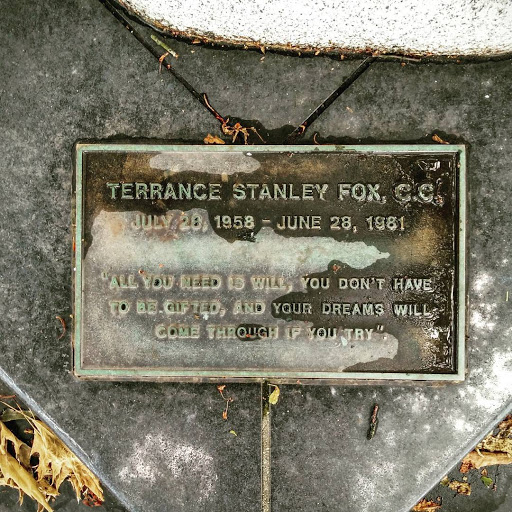 TERRANCE STANLEY FOX, C.C.
JULY 28, 1958 - JUNE 28, 1981
"ALL YOU NEED IS WILL, YOU DON'T HAVE
TO BE GIFTED, AND YOUR DREAMS WILL
COME THROUGH IF YOU TRY"